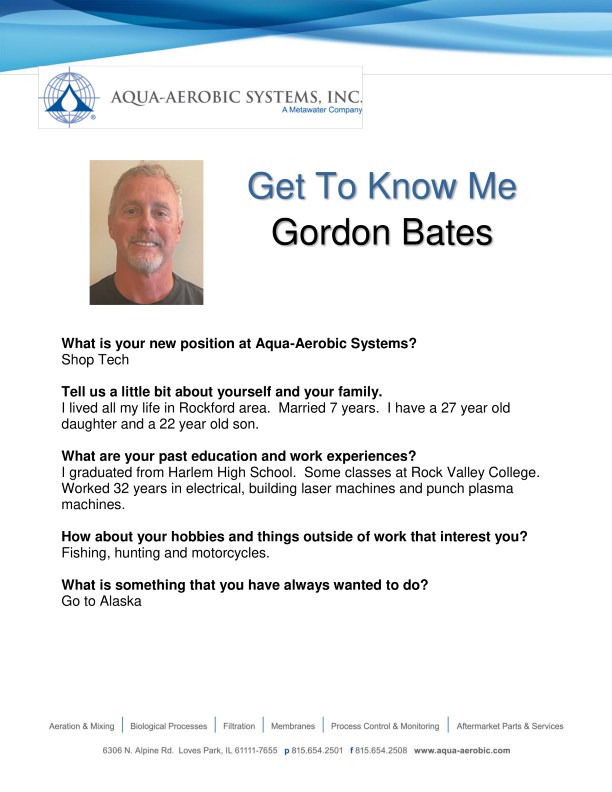 AQUA-AEROBIC SYSTEMS, INC.
A Metawater Company
®
Get To Know Me
Gordon Bates
What is your new position at Aqua-Aerobic Systems?
Shop Tech
Tell us a little bit about yourself and your family.
I lived all my life in Rockford area.  Married 7 years.  I have a 27 year old
daughter and a 22 year old son.
What are your past education and work experiences?
I graduated from Harlem High School.  Some classes at Rock Valley College.
Worked 32 years in electrical, building laser machines and punch plasma
machines.
How about your hobbies and things outside of work that interest you?
Fishing, hunting and motorcycles.
What is something that you have always wanted to do?
Go to Alaska
Aeration & Mixing | Biological Processes | Filtration | Membranes | Process Control & Monitoring | Aftermarket Parts & Services
6306 N. Alpine Rd.  Loves Park, IL 61111-7655  p 815.654.2501  f 815.654.2508  www.aqua-aerobic.com